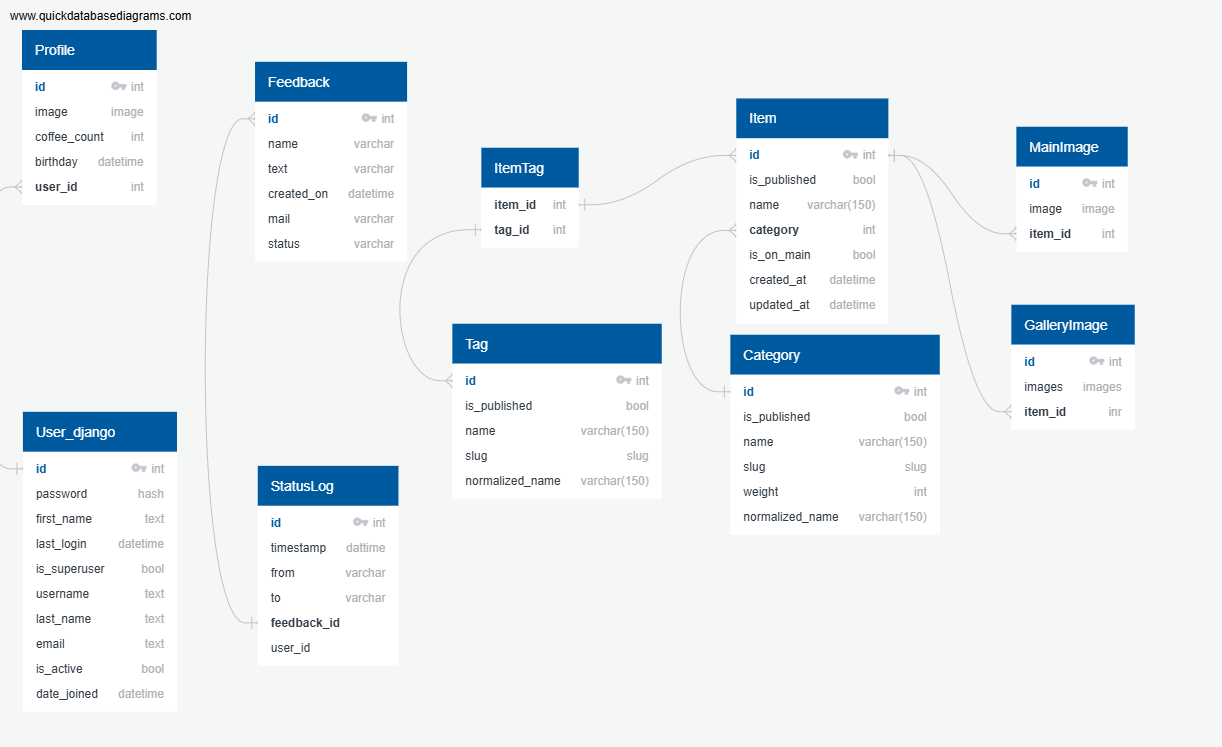 www.quickdatabasediagrams.com
Profile
id int
image image
coffee_count int
birthday datetime
user_id int
Feedback
id int
name varchar
text varchar
created_on datetime
mail varchar
status varchar
ItemTag
item_id int
tag_id int
Item
id int
is_published bool
name varchar(150)
category int
is_on_main bool
created_at datetime
updated_at datetime
MainImage
id int
image image
item_id int
GalleryImage
id int
images images
item_id inr
Tag
id int
is_published bool
name varchar(150)
slug slug
normalized_name varchar(150)
Category
id int
is_published bool
name varchar(150)
slug slug
weight int
normalized_name varchar(150)
User_django
id int
password hash
first_name text
last_login datetime
is_superuser bool
username text
last_name text
email text
is_active bool
date_joined datetime
StatusLog
id int
timestamp dattime
from varchar
to varchar
feedback_id
user_id